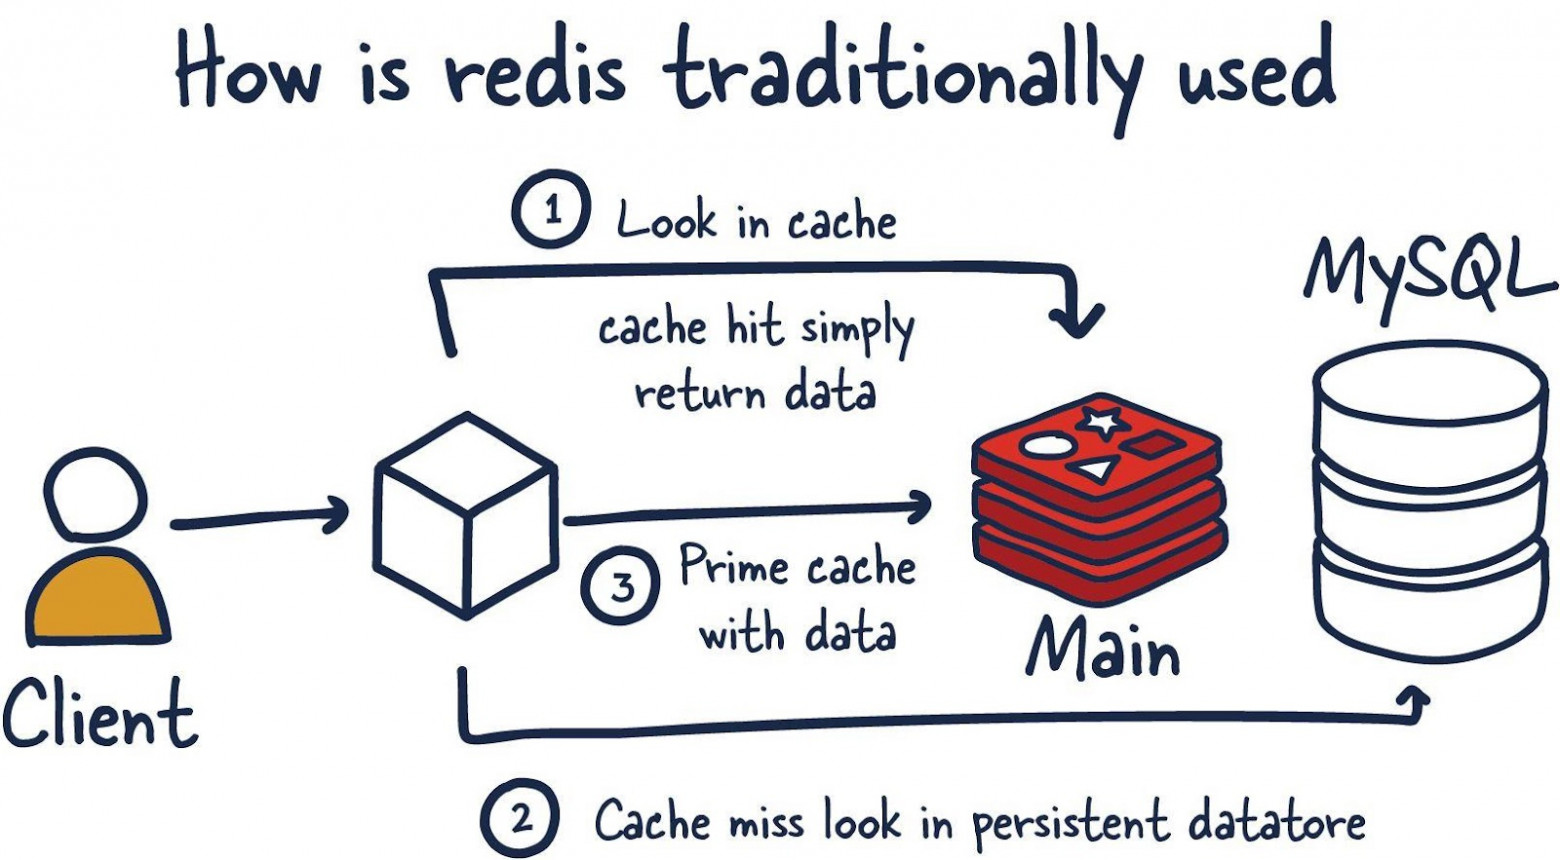 How is redis traditionally used
1 Look in cache
cache hit simply
return data
MySQL
3 Prime cache
with data
Main
Client
2 Cache miss look in persistent datatore